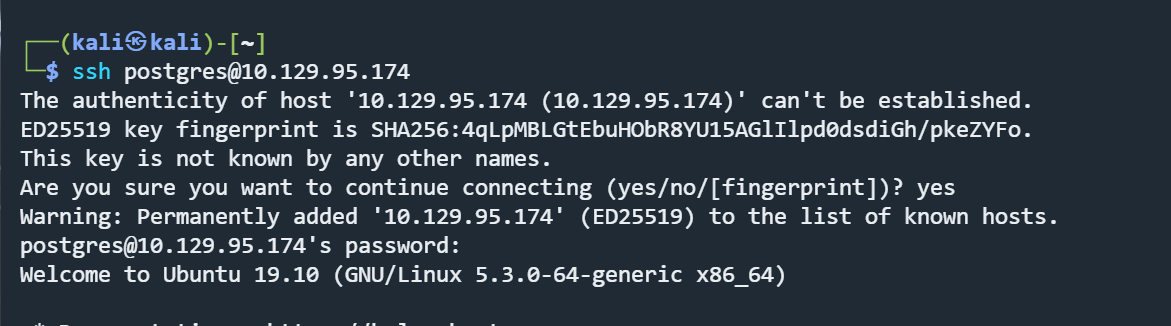 ┌──(kali㉿kali)-[~]
└─$ ssh postgres@10.129.95.174
The authenticity of host '10.129.95.174 (10.129.95.174)' can't be established.
ED25519 key fingerprint is SHA256:4qLpMBLGtEbuHObR8YU15AGlIlpd0dsdiGh/pkeZYFo.
This key is not known by any other names.
Are you sure you want to continue connecting (yes/no/[fingerprint])? yes
Warning: Permanently added '10.129.95.174' (ED25519) to the list of known hosts.
postgres@10.129.95.174's password:
Welcome to Ubuntu 19.10 (GNU/Linux 5.3.0-64-generic x86_64)